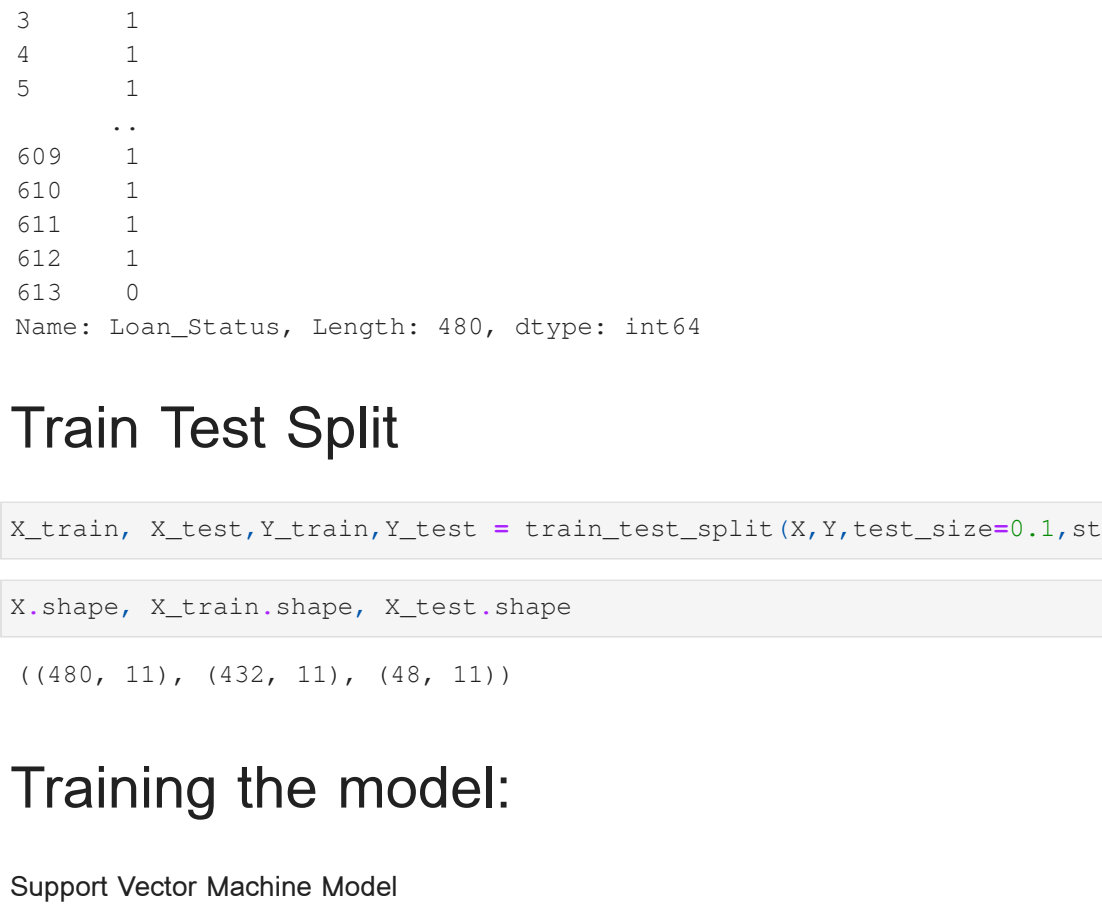 3 1
4 1
5 1
..
609 1
610 1
611 1
612 1
613 0
Name: Loan_Status, Length: 480, dtype: int64
Train Test Split
X_train, X_test,Y_train,Y_test = train_test_split(X,Y,test_size=0.1,st
X.shape, X_train.shape, X_test.shape
((480, 11), (432, 11), (48, 11))
Training the model:
Support Vector Machine Model